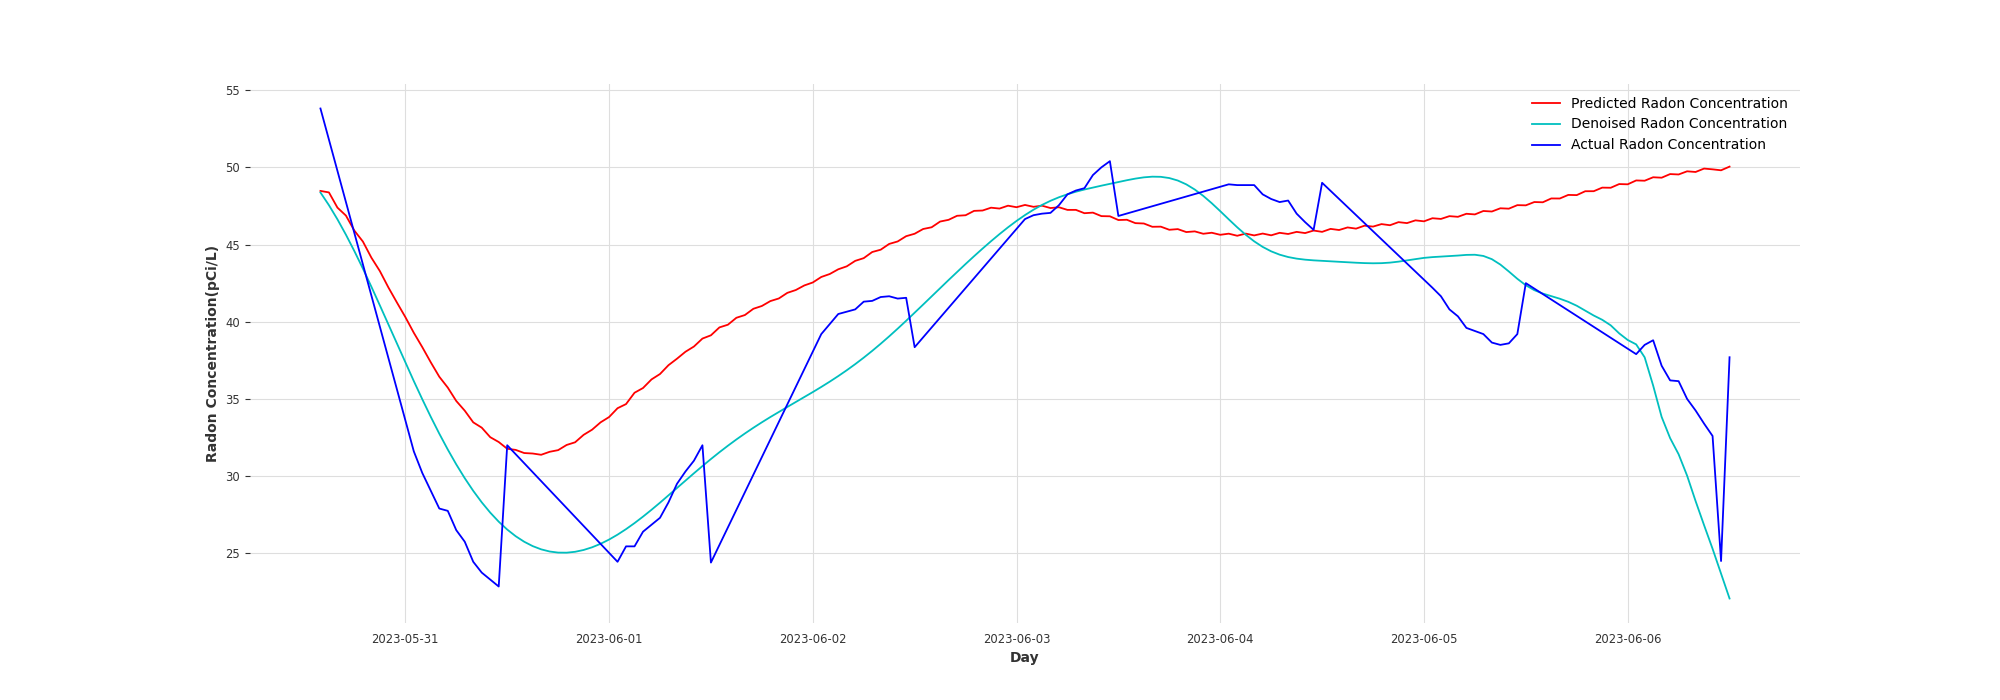 55
50
45
40
35
30
25
Radon Concentration(pCi/L)
Predicted Radon Concentration
Denoised Radon Concentration
Actual Radon Concentration
2023-05-31 2023-06-01 2023-06-02 2023-06-03 2023-06-04 2023-06-05 2023-06-06
Day